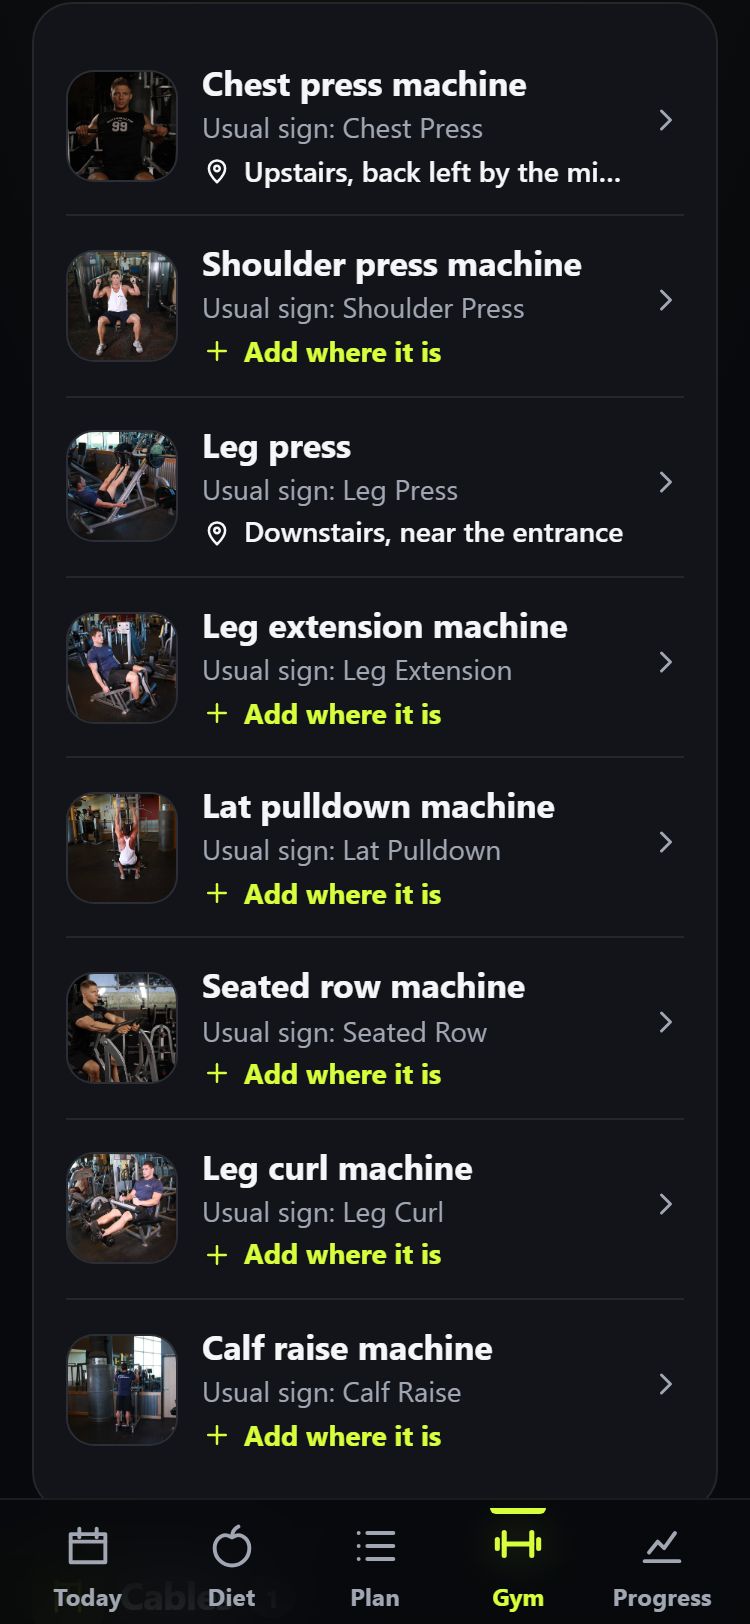 Chest press machine
Usual sign: Chest Press
Upstairs, back left by the mi...
Shoulder press machine
Usual sign: Shoulder Press
+ Add where it is
Leg press
Usual sign: Leg Press
Downstairs, near the entrance
Leg extension machine
Usual sign: Leg Extension
+ Add where it is
Lat pulldown machine
Usual sign: Lat Pulldown
+ Add where it is
Seated row machine
Usual sign: Seated Row
+ Add where it is
Leg curl machine
Usual sign: Leg Curl
+ Add where it is
Calf raise machine
Usual sign: Calf Raise
+ Add where it is
Cables 1
Today Diet Plan Gym Progress